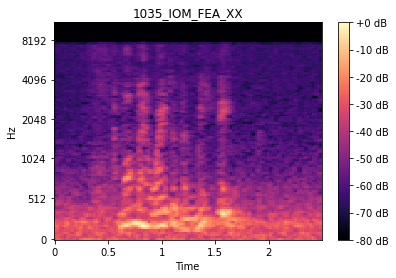 1035_IOM_FEA_XX
8192
4096
2048
1024
512
0
Hz
0
0.5
1
1.5
2
Time
+0 dB
-10 dB
-20 dB
-30 dB
-40 dB
-50 dB
-60 dB
-70 dB
-80 dB